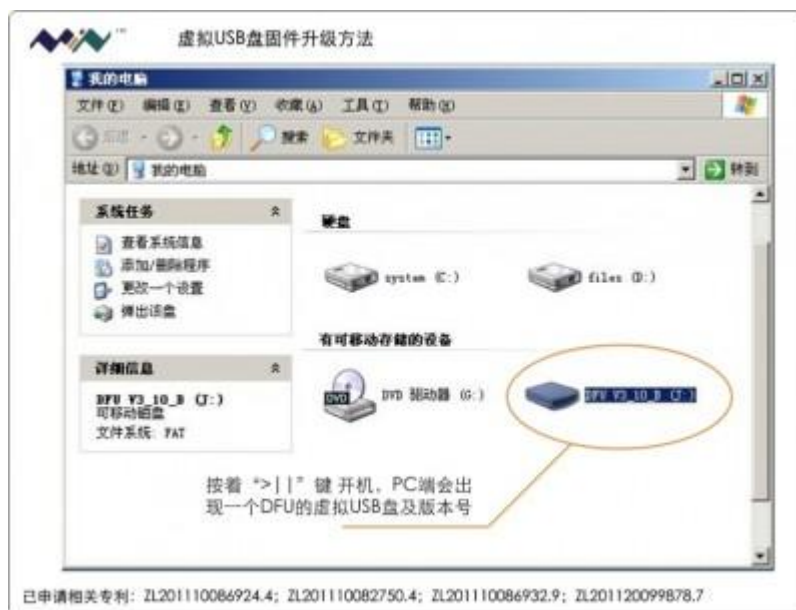 MiN™
虚拟USB盘固件升级方法
我的电脑
文件(F) 编辑(E) 查看(V) 收藏(A) 工具(T) 帮助(H)
后退 搜索 文件夹
地址(D) 我的电脑 转到
系统任务
查看系统信息
添加/删除程序
更改一个设置
弹出该盘
硬盘
system (C:) files (D:)
有可移动存储的设备
DVD DVD 驱动器 (G:) DFU V3_10_B (J:)
详细信息
DFU V3_10_B (J:)
可移动磁盘
文件系统: FAT
按着“>||”键 开机，PC端会出
现一个DFU的虚拟USB盘及版本号
已申请相关专利：ZL201110086924.4；ZL201110082750.4；ZL201110086932.9；ZL201120099878.7